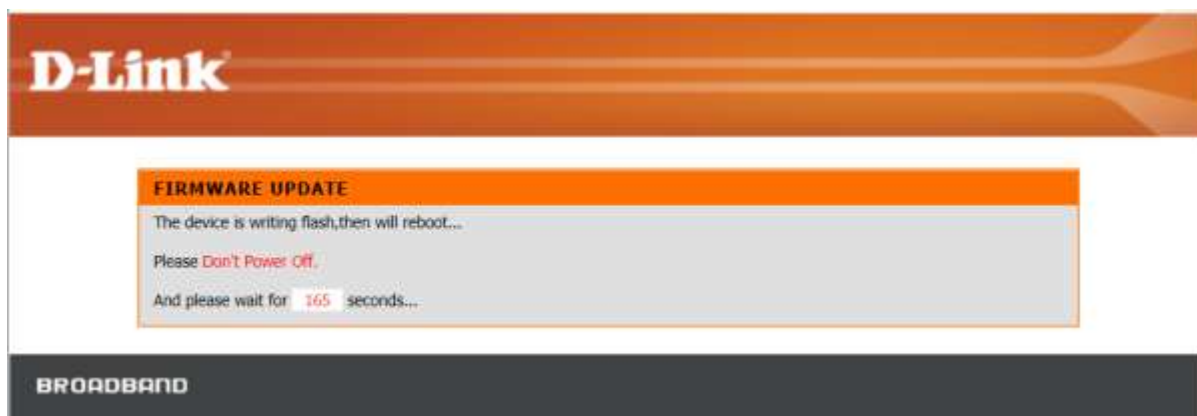 D-Link
FIRMWARE UPDATE
The device is writing flash,then will reboot...
Please Don't Power Off.
And please wait for 165 seconds...
BROADBAND